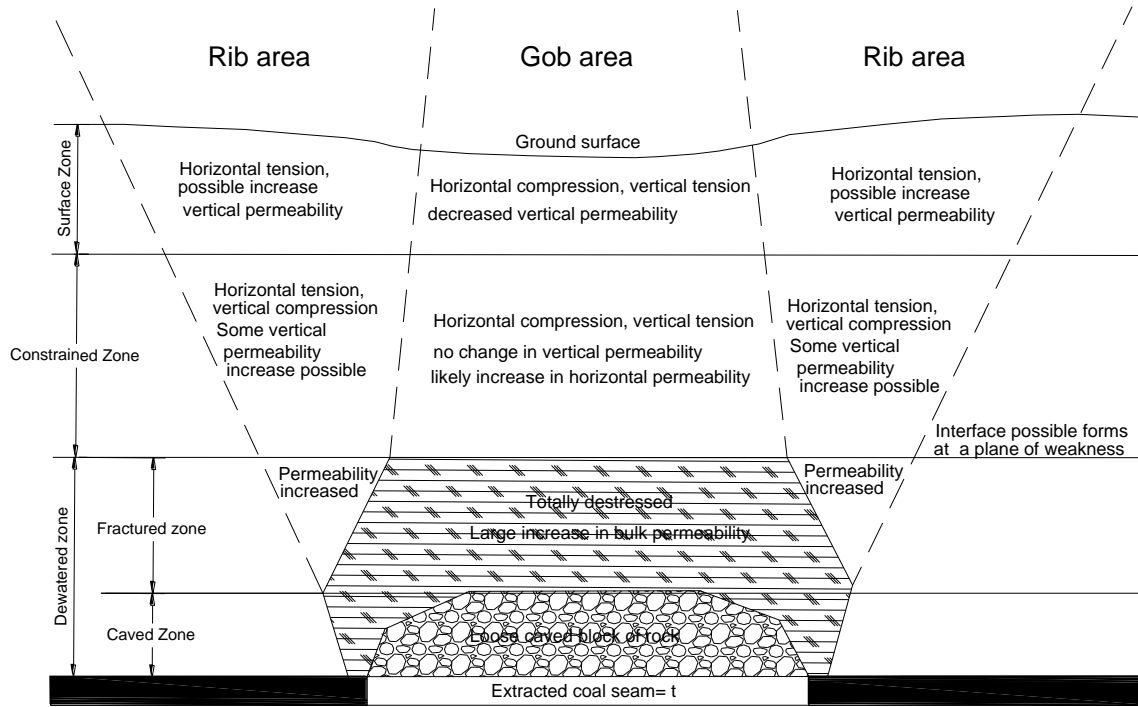 Rib area
Gob area
Rib area
Ground surface
Surface Zone
Horizontal tension,
possible increase
vertical permeability
Horizontal compression, vertical tension
decreased vertical permeability
Horizontal tension,
possible increase
vertical permeability
Constrained Zone
Horizontal tension,
vertical compression
Some vertical
permeability
increase possible
Horizontal compression, vertical tension
no change in vertical permeability
likely increase in horizontal permeability
Horizontal tension,
vertical compression
Some vertical
permeability
increase possible
Interface possible forms
at a plane of weakness
Dewatered zone
Fractured zone
Permeability
increased
Totally destressed
Large increase in bulk permeability
Permeability
increased
Caved Zone
Loose caved block of rock
Extracted coal seam= t